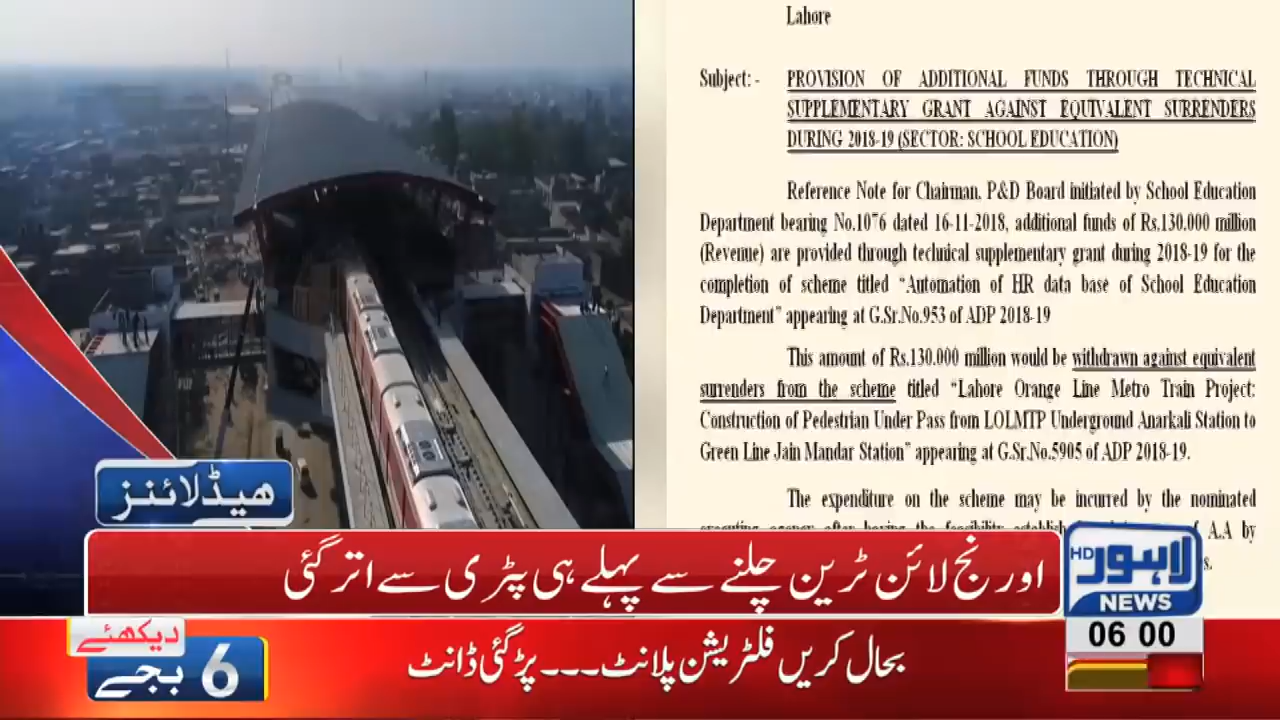 Lahore
Subject: - PROVISION OF ADDITIONAL FUNDS THROUGH TECHNICAL
SUPPLEMENTARY GRANT AGAINST EQUIVALENT SURRENDERS
DURING 2018-19 (SECTOR: SCHOOL EDUCATION)
Reference Note for Chairman, P&D Board initiated by School Education
Department bearing No.1076 dated 16-11-2018, additional funds of Rs.130.000 million
(Revenue) are provided through technical supplementary grant during 2018-19 for the
completion of scheme titled “Automation of HR data base of School Education
Department” appearing at G.Sr.No.953 of ADP 2018-19
This amount of Rs.130.000 million would be withdrawn against equivalent
surrenders from the scheme titled “Lahore Orange Line Metro Train Project:
Construction of Pedestrian Under Pass from LOLMTP Underground Anarkali Station to
Green Line Jain Mandar Station” appearing at G.Sr.No.5905 of ADP 2018-19.
The expenditure on the scheme may be incurred by the nominated
A.A by
ھیڈلائنز
اورنج لائن ٹرین چلنے سے پہلے ہی پٹڑی سے اتر گئی
HD لاہور
NEWS
06 00
دیکھئے
6 بجے
بحال کریں فلٹریشن پلانٹ۔۔۔پڑ گئی ڈانٹ